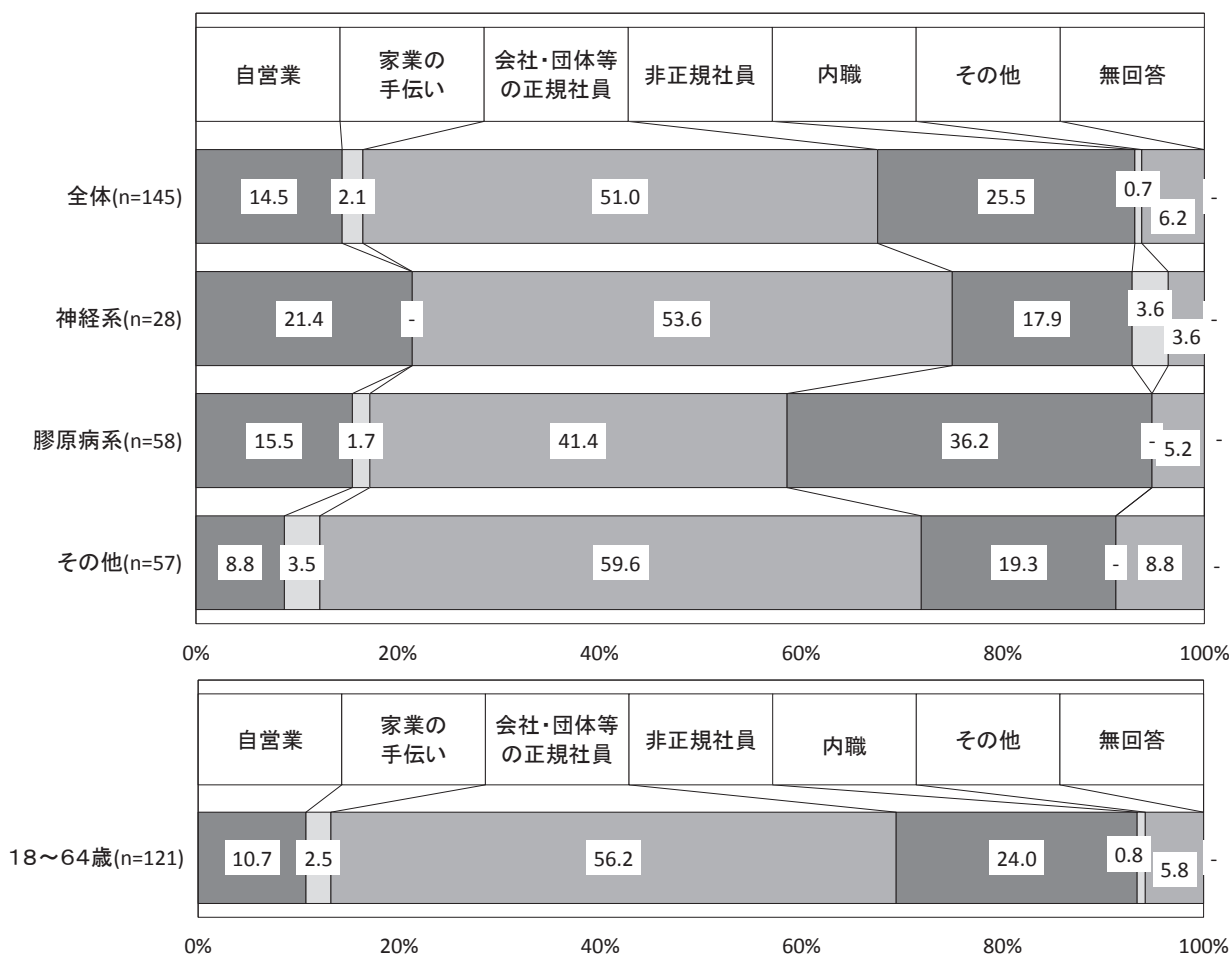 自営業
家業の
手伝い
会社・団体等
の正規社員
非正規社員
内職
その他
無回答
全体(n=145)
14.5
2.1
51.0
25.5
0.7
6.2
-
神経系(n=28)
21.4
-
53.6
17.9
3.6
3.6
-
膠原病系(n=58)
15.5
1.7
41.4
36.2
-
5.2
-
その他(n=57)
8.8
3.5
59.6
19.3
-
8.8
-
0%
20%
40%
60%
80%
100%
自営業
家業の
手伝い
会社・団体等
の正規社員
非正規社員
内職
その他
無回答
18～64歳(n=121)
10.7
2.5
56.2
24.0
0.8
5.8
-
0%
20%
40%
60%
80%
100%